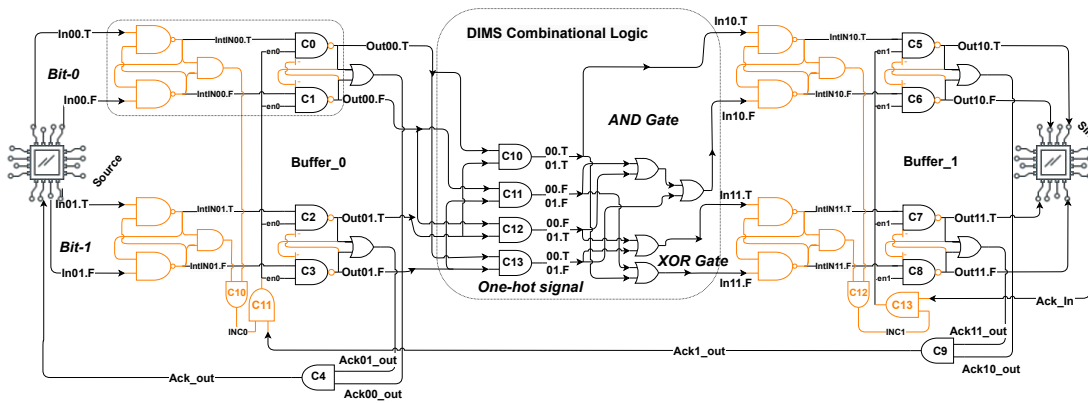 DIMS Combinational Logic
In00.T
IntIN00.T
C0
en0
Out00.T
Bit-0
In00.F
IntIN00.F
C1
en0
Out00.F
Source
Buffer_0
In01.T
IntIN01.T
C2
en0
Out01.T
Bit-1
In01.F
IntIN01.F
C3
en0
Out01.F
C10
C11
INC0
Ack01_out
Ack_out
C4
Ack00_out
AND Gate
C10
00.T
01.T
C11
00.F
01.F
C12
00.F
01.T
C13
00.T
01.F
XOR Gate
One-hot signal
In10.T
IntIN10.T
C5
en1
Out10.T
In10.F
IntIN10.F
C6
en1
Out10.F
Buffer_1
In11.T
IntIN11.T
C7
en1
Out11.T
In11.F
IntIN11.F
C8
en1
Out11.F
C12
C13
INC1
Ack_In
Ack11_out
Ack1_out
C9
Ack10_out